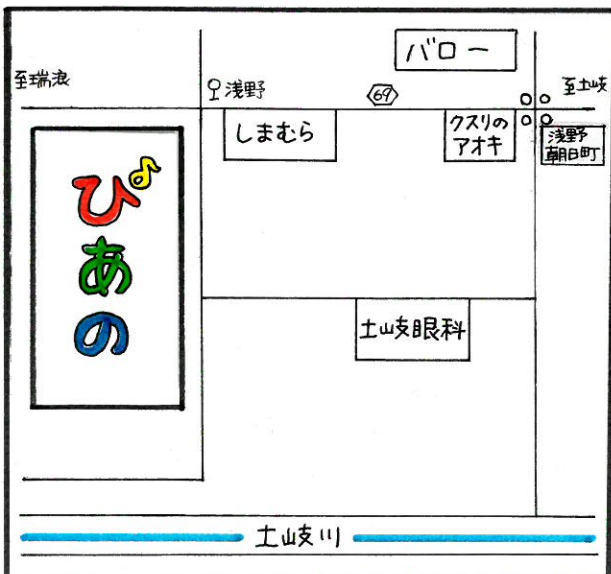 バロー
至瑞浪
浅野
69
至土岐
しまむら
クスリの
アオキ
浅野
朝日町
ぴあの
土岐眼科
土岐川